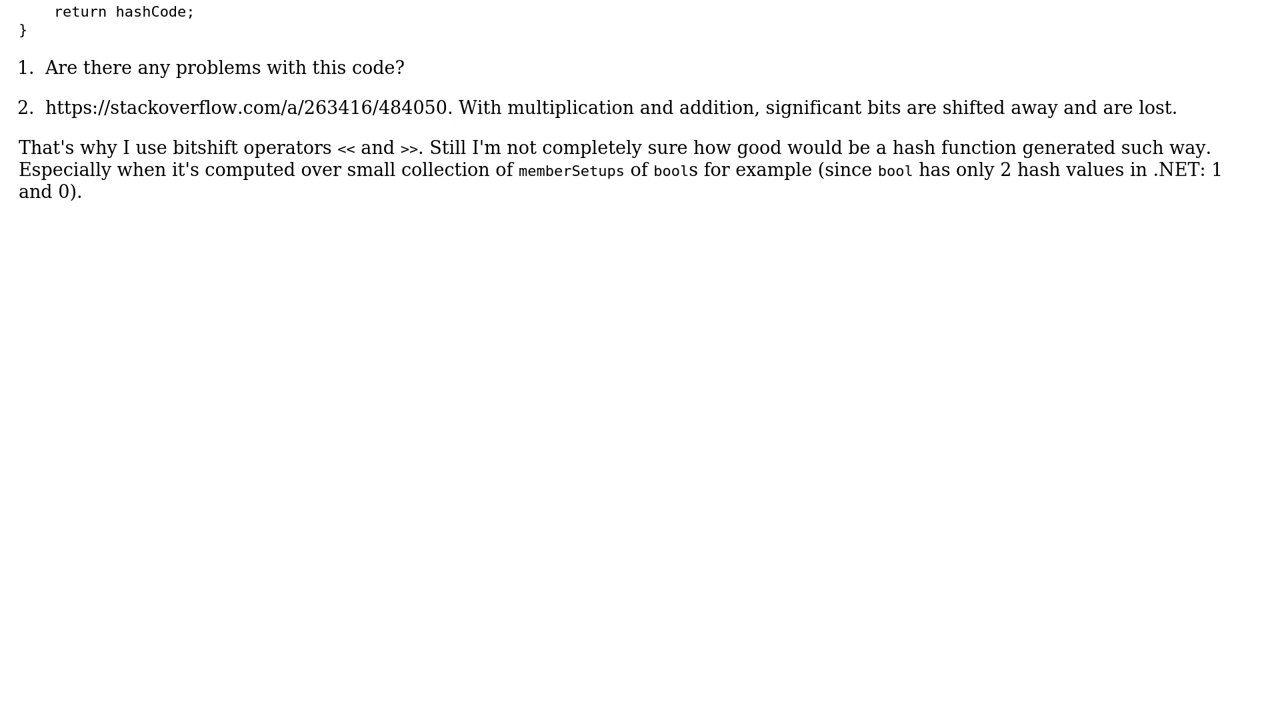 return hashCode;
}
1. Are there any problems with this code?
2. https://stackoverflow.com/a/263416/484050. With multiplication and addition, significant bits are shifted away and are lost.
That's why I use bitshift operators << and >>. Still I'm not completely sure how good would be a hash function generated such way.
Especially when it's computed over small collection of memberSetups of bools for example (since bool has only 2 hash values in .NET: 1
and 0).